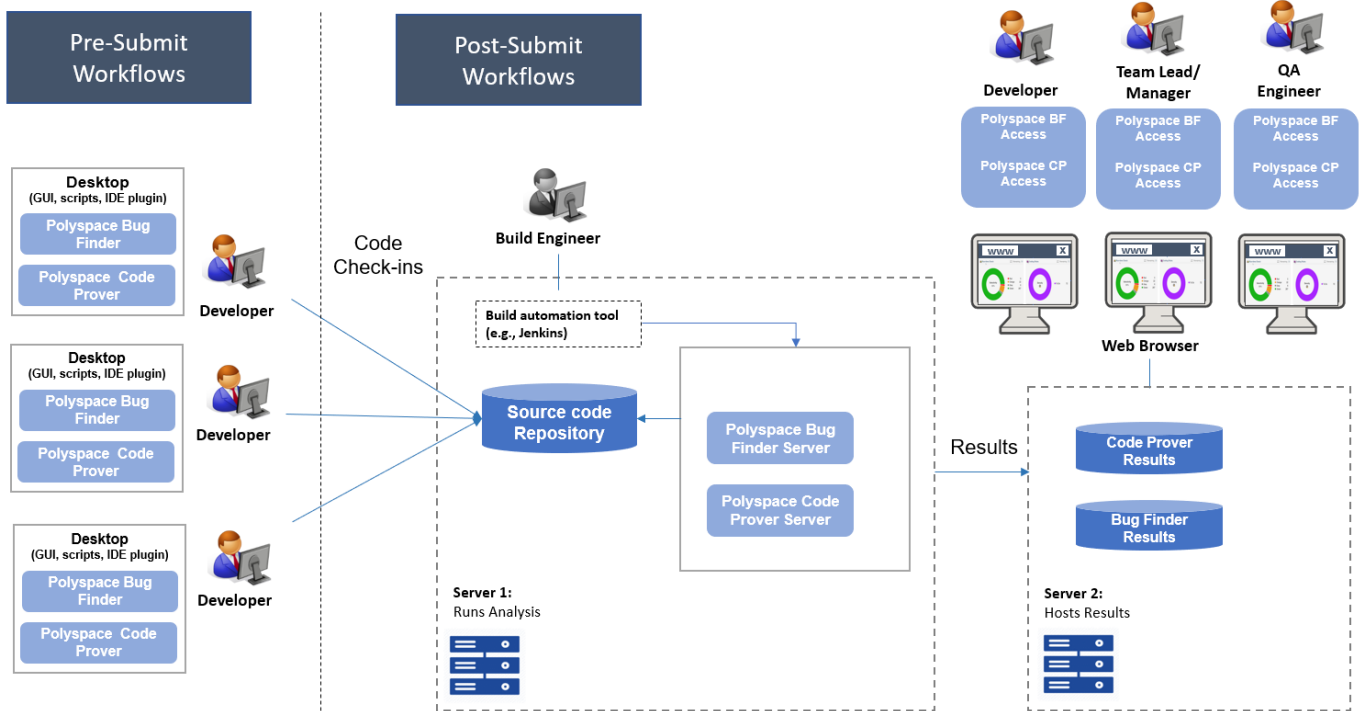 Pre-Submit
Workflows
Post-Submit
Workflows
Developer
Team Lead/
Manager
QA
Engineer
Polyspace BF
Access
Polyspace CP
Access
Polyspace BF
Access
Polyspace CP
Access
Polyspace BF
Access
Polyspace CP
Access
www X
www X
www X
Web Browser
Desktop
(GUI, scripts, IDE plugin)
Polyspace Bug
Finder
Polyspace Code
Prover
Developer
Desktop
(GUI, scripts, IDE plugin)
Polyspace Bug
Finder
Polyspace Code
Prover
Developer
Desktop
(GUI, scripts, IDE plugin)
Polyspace Bug
Finder
Polyspace Code
Prover
Developer
Code
Check-ins
Build Engineer
Build automation tool
(e.g., Jenkins)
Source code
Repository
Polyspace Bug
Finder Server
Polyspace Code
Prover Server
Server 1:
Runs Analysis
Results
Code Prover
Results
Bug Finder
Results
Server 2:
Hosts Results